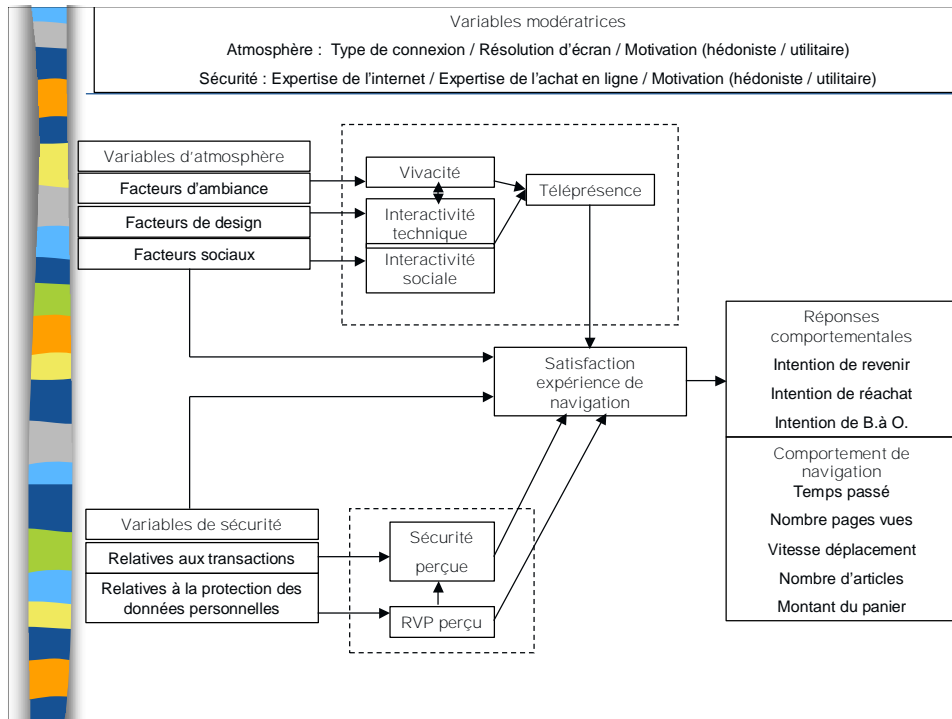 Variables modératrices
Atmosphère : Type de connexion / Résolution d'écran / Motivation (hédoniste / utilitaire)
Sécurité : Expertise de l'internet / Expertise de l'achat en ligne / Motivation (hédoniste / utilitaire)
Variables d'atmosphère
Facteurs d'ambiance
Facteurs de design
Facteurs sociaux
Vivacité
Interactivité
technique
Interactivité
sociale
Téléprésence
Satisfaction
expérience de
navigation
Réponses
comportementales
Intention de revenir
Intention de réachat
Intention de B.à O.
Comportement de
navigation
Temps passé
Nombre pages vues
Vitesse déplacement
Nombre d'articles
Montant du panier
Variables de sécurité
Relatives aux transactions
Relatives à la protection des
données personnelles
Sécurité
perçue
RVP perçu